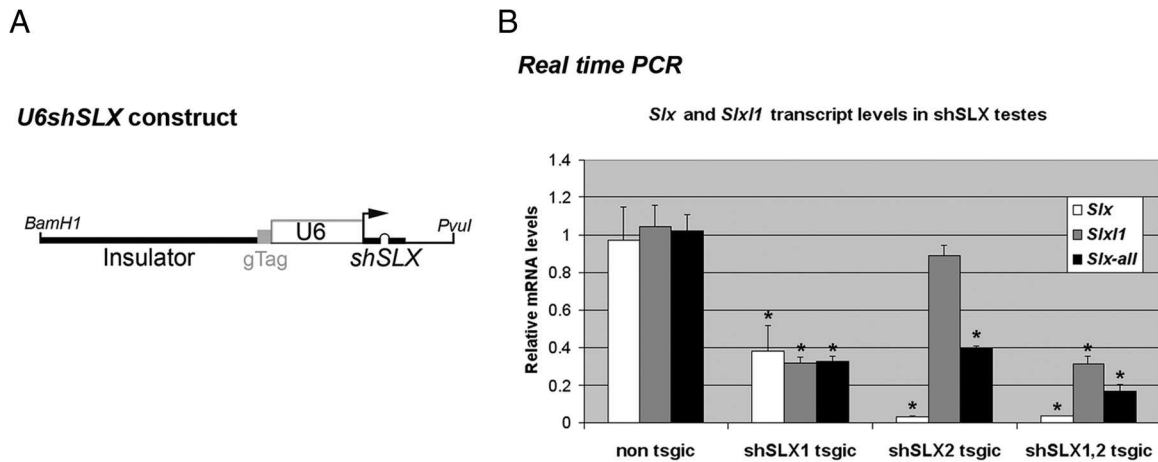 A
U6shSLX construct
BamH1
PvuI
U6
Insulator
gTag
shSLX
B
Real time PCR
Slx and Slxl1 transcript levels in shSLX testes
Relative mRNA levels
1.4
1.2
1
0.8
0.6
0.4
0.2
0
* * *
* *
* * *
Slx
Slxl1
Slx-all
non tsgic
shSLX1 tsgic
shSLX2 tsgic
shSLX1,2 tsgic